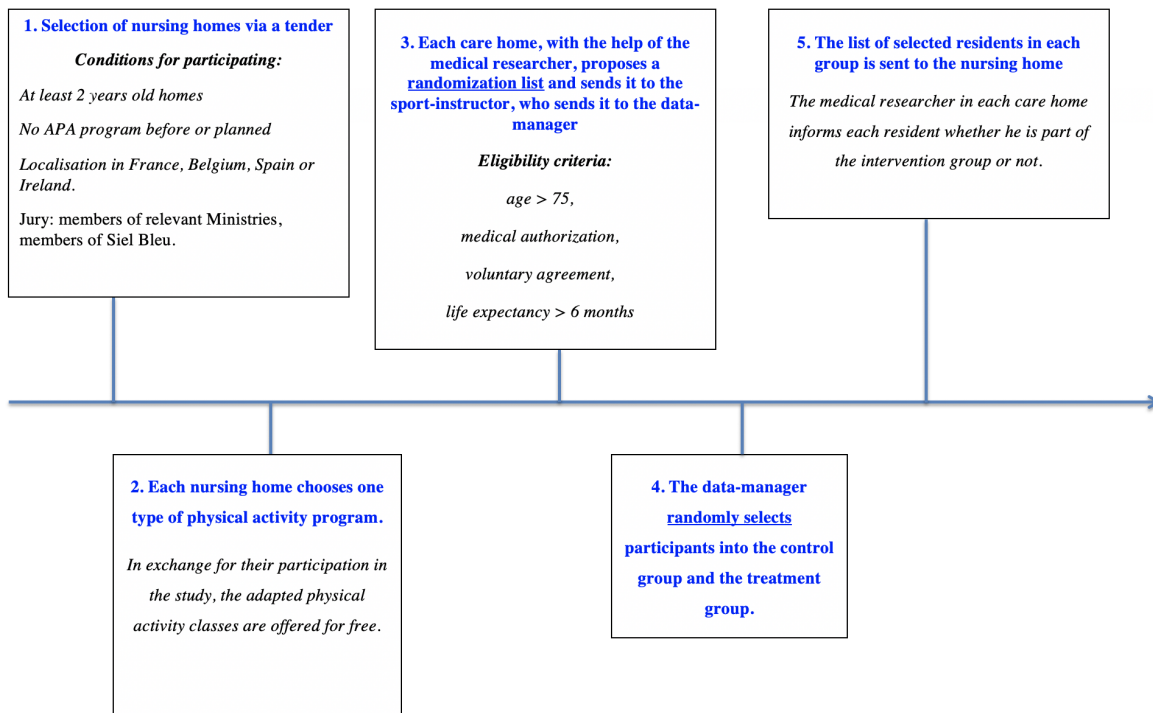 1. Selection of nursing homes via a tender
Conditions for participating:
At least 2 years old homes
No APA program before or planned
Localisation in France, Belgium, Spain or
Ireland.
Jury: members of relevant Ministries,
members of Siel Bleu.
2. Each nursing home chooses one
type of physical activity program.
In exchange for their participation in
the study, the adapted physical
activity classes are offered for free.
3. Each care home, with the help of the
medical researcher, proposes a
randomization list and sends it to the
sport-instructor, who sends it to the data-
manager
Eligibility criteria:
age > 75,
medical authorization,
voluntary agreement,
life expectancy > 6 months
4. The data-manager
randomly selects
participants into the control
group and the treatment
group.
5. The list of selected residents in each
group is sent to the nursing home
The medical researcher in each care home
informs each resident whether he is part of
the intervention group or not.